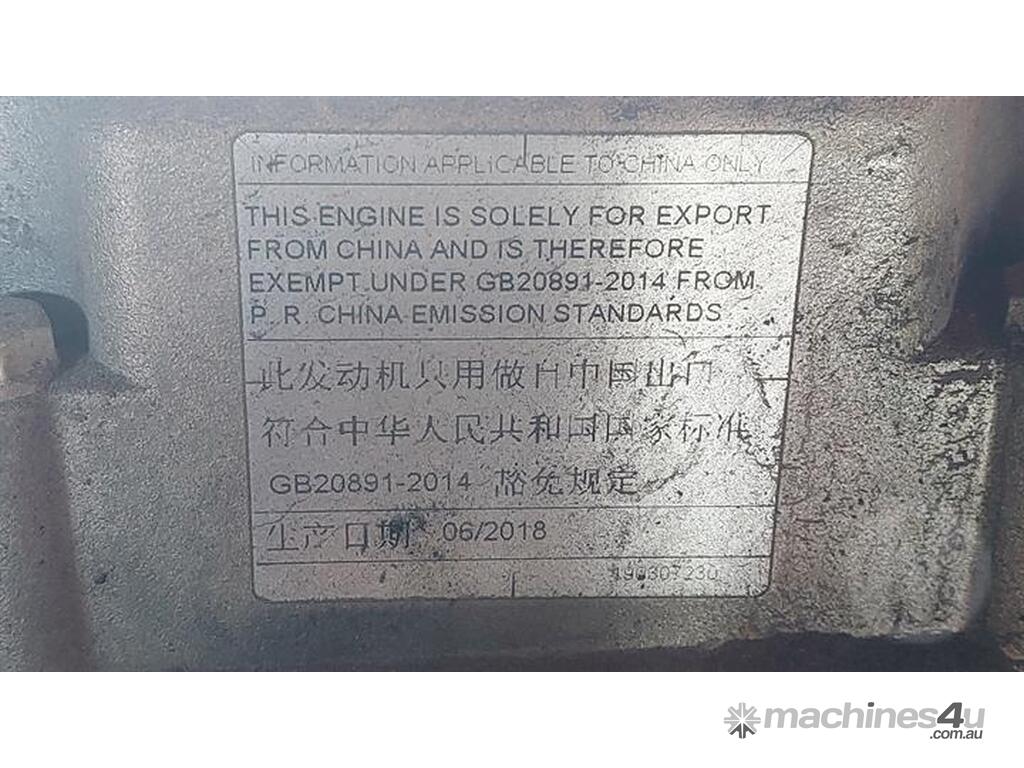 INFORMATION APPLICABLE TO CHINA ONLY
THIS ENGINE IS SOLELY FOR EXPORT
FROM CHINA AND IS THEREFORE
EXEMPT UNDER GB20891-2014 FROM
P. R. CHINA EMISSION STANDARDS
此发动机只用做自中国出口
符合中华人民共和国国家标准
GB20891-2014 豁免规定
生产日期 06/2018
machines4u
.com.au